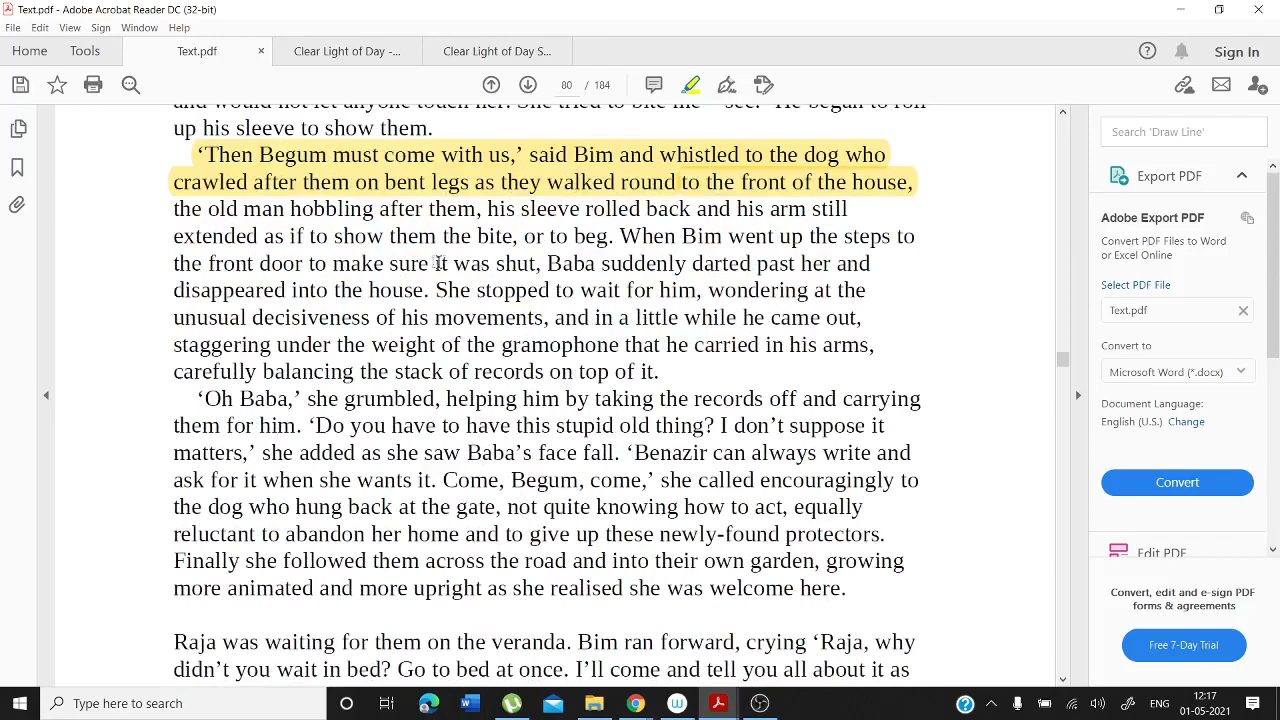 Text.pdf - Adobe Acrobat Reader DC (32-bit)
File Edit View Sign Window Help
Home Tools Text.pdf × Clear Light of Day -... Clear Light of Day S... Sign In
80 / 184
and would not let anyone touch her. She tried to bite me – see.’ He began to roll
up his sleeve to show them.
‘Then Begum must come with us,’ said Bim and whistled to the dog who
crawled after them on bent legs as they walked round to the front of the house,
the old man hobbling after them, his sleeve rolled back and his arm still
extended as if to show them the bite, or to beg. When Bim went up the steps to
the front door to make sure it was shut, Baba suddenly darted past her and
disappeared into the house. She stopped to wait for him, wondering at the
unusual decisiveness of his movements, and in a little while he came out,
staggering under the weight of the gramophone that he carried in his arms,
carefully balancing the stack of records on top of it.
‘Oh Baba,’ she grumbled, helping him by taking the records off and carrying
them for him. ‘Do you have to have this stupid old thing? I don’t suppose it
matters,’ she added as she saw Baba’s face fall. ‘Benazir can always write and
ask for it when she wants it. Come, Begum, come,’ she called encouragingly to
the dog who hung back at the gate, not quite knowing how to act, equally
reluctant to abandon her home and to give up these newly-found protectors.
Finally she followed them across the road and into their own garden, growing
more animated and more upright as she realised she was welcome here.
Raja was waiting for them on the veranda. Bim ran forward, crying ‘Raja, why
didn’t you wait in bed? Go to bed at once. I’ll come and tell you all about it as
Search 'Draw Line'
Export PDF
Adobe Export PDF
Convert PDF Files to Word
or Excel Online
Select PDF File
Text.pdf
Convert to
Microsoft Word (*.docx)
Document Language:
English (U.S.) Change
Convert
Edit PDF
Convert, edit and e-sign PDF
forms & agreements
Free 7-Day Trial
Type here to search
ENG
12:17
01-05-2021